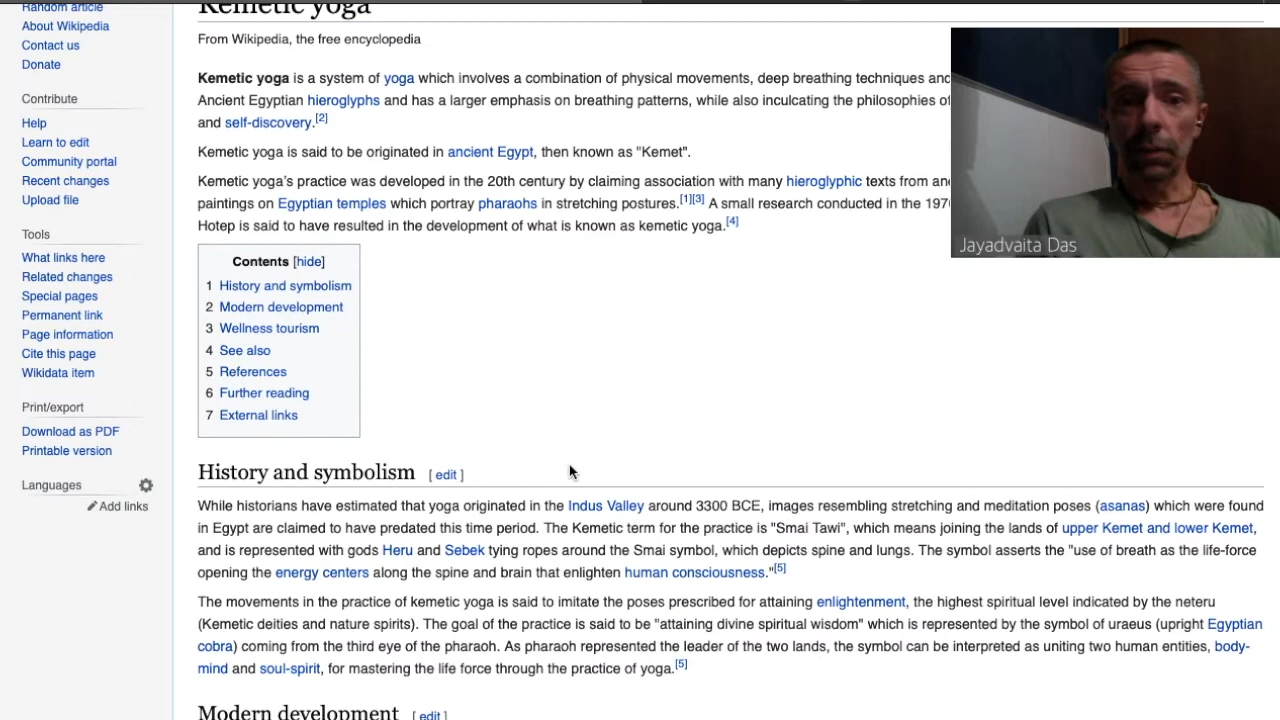 Random article
About Wikipedia
Contact us
Donate
Contribute
Help
Learn to edit
Community portal
Recent changes
Upload file
Tools
What links here
Related changes
Special pages
Permanent link
Page information
Cite this page
Wikidata item
Print/export
Download as PDF
Printable version
Languages
Add links
Kemetic yoga
From Wikipedia, the free encyclopedia
Kemetic yoga is a system of yoga which involves a combination of physical movements, deep breathing techniques and
Ancient Egyptian hieroglyphs and has a larger emphasis on breathing patterns, while also inculcating the philosophies of
and self-discovery.[2]
Kemetic yoga is said to be originated in ancient Egypt, then known as "Kemet".
Kemetic yoga's practice was developed in the 20th century by claiming association with many hieroglyphic texts from
paintings on Egyptian temples which portray pharaohs in stretching postures.[1][3] A small research conducted in the
Hotep is said to have resulted in the development of what is known as kemetic yoga.[4]
Contents [hide]
1 History and symbolism
2 Modern development
3 Wellness tourism
4 See also
5 References
6 Further reading
7 External links
History and symbolism [ edit ]
While historians have estimated that yoga originated in the Indus Valley around 3300 BCE, images resembling stretching and meditation poses (asanas) which were found
in Egypt are claimed to have predated this time period. The Kemetic term for the practice is "Smai Tawi", which means joining the lands of upper Kemet and lower Kemet,
and is represented with gods Heru and Sebek tying ropes around the Smai symbol, which depicts spine and lungs. The symbol asserts the "use of breath as the life-force
opening the energy centers along the spine and brain that enlighten human consciousness."[5]
The movements in the practice of kemetic yoga is said to imitate the poses prescribed for attaining enlightenment, the highest spiritual level indicated by the neteru
(Kemetic deities and nature spirits). The goal of the practice is said to be "attaining divine spiritual wisdom" which is represented by the symbol of uraeus (upright Egyptian
cobra) coming from the third eye of the pharaoh. As pharaoh represented the leader of the two lands, the symbol can be interpreted as uniting two human entities, body-
mind and soul-spirit, for mastering the life force through the practice of yoga.[5]
Modern development [ edit ]
Jayadvaita Das